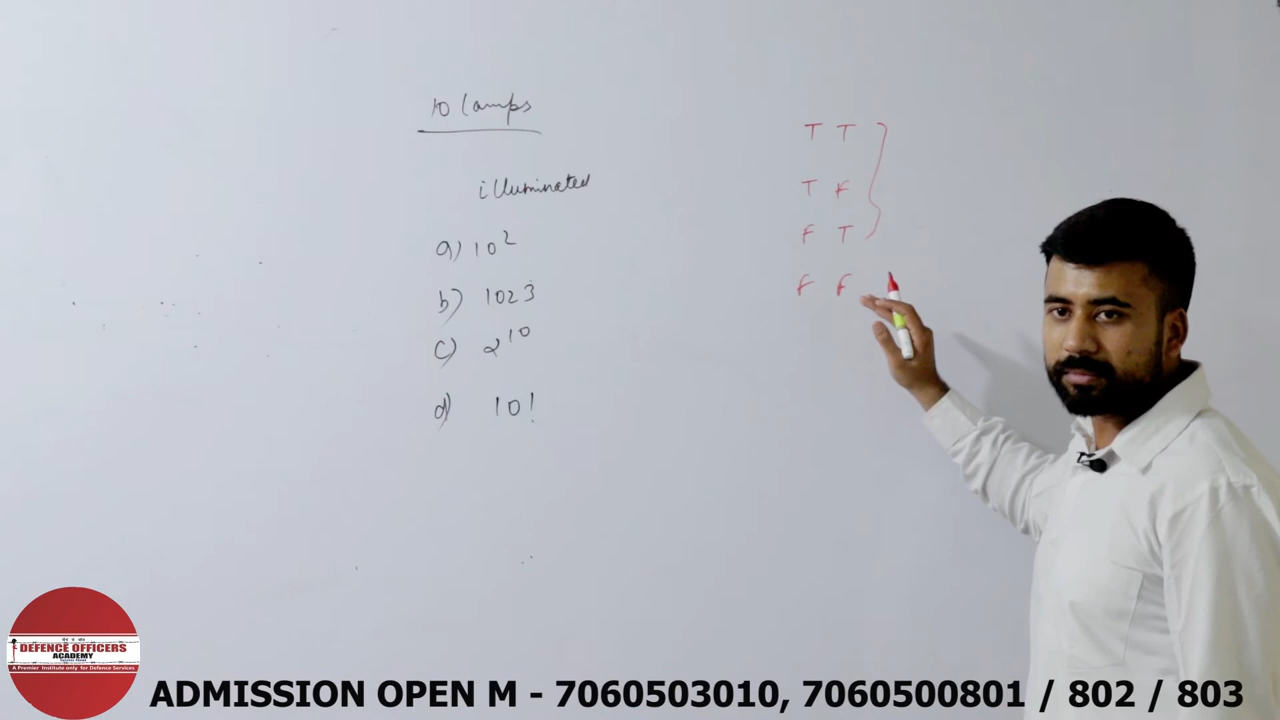 10 lamps
illuminated
a) 10²
b) 1023
c) 2¹⁰
d) 10!
T T
T F
F T
F F
DEFENCE OFFICERS
ACADEMY
A Premier Institute only for Defence Services
ADMISSION OPEN M - 7060503010, 7060500801 / 802 / 803